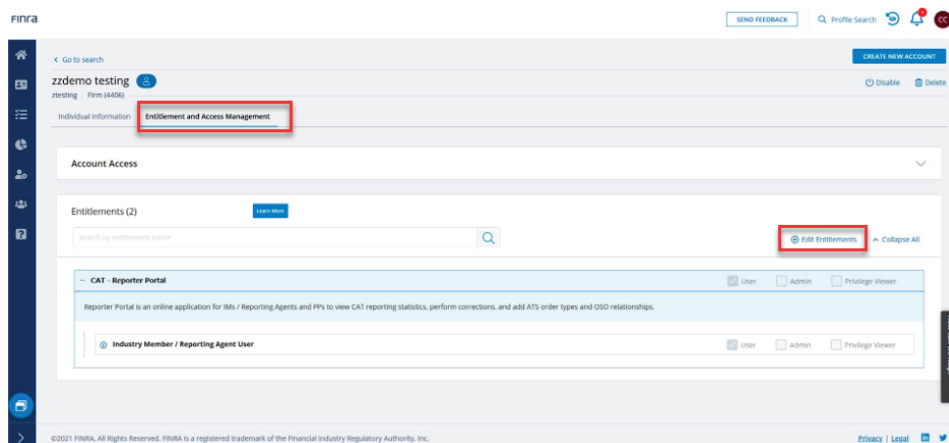 FINRA
SEND FEEDBACK
Profile Search
CC
Go to search
CREATE NEW ACCOUNT
zzdemo testing
Disable
Delete
ztesting Firm (4406)
Individual Information
Entitlement and Access Management
Account Access
Entitlements (2)
Learn More
Search by entitlement name
Edit Entitlements
Collapse All
CAT - Reporter Portal
User
Admin
Privilege Viewer
Reporter Portal is an online application for IMs / Reporting Agents and PPs to view CAT reporting statistics, perform corrections, and add ATS order types and OSO relationships.
Industry Member / Reporting Agent User
User
Admin
Privilege Viewer
©2021 FINRA. All Rights Reserved. FINRA is a registered trademark of the Financial Industry Regulatory Authority, Inc.
Privacy | Legal